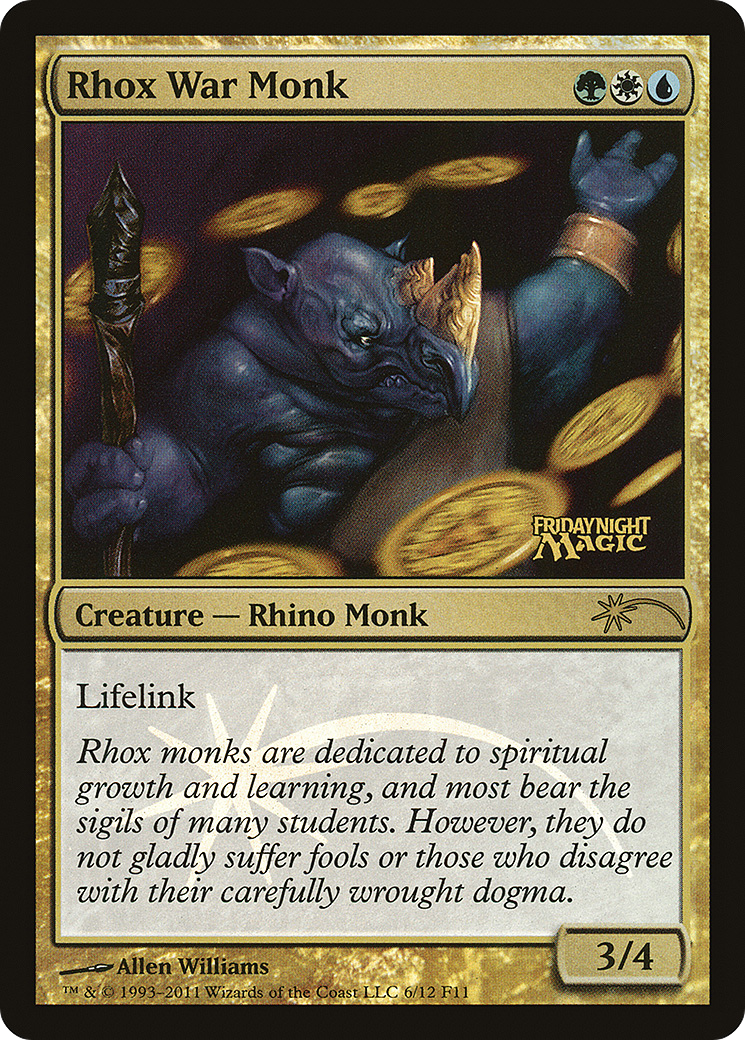 Rhox War Monk
FRIDAY NIGHT
MAGIC
Creature — Rhino Monk
Lifelink
Rhox monks are dedicated to spiritual
growth and learning, and most bear the
sigils of many students. However, they do
not gladly suffer fools or those who disagree
with their carefully wrought dogma.
3/4
Allen Williams
™ & © 1993–2011 Wizards of the Coast LLC 6/12 F11